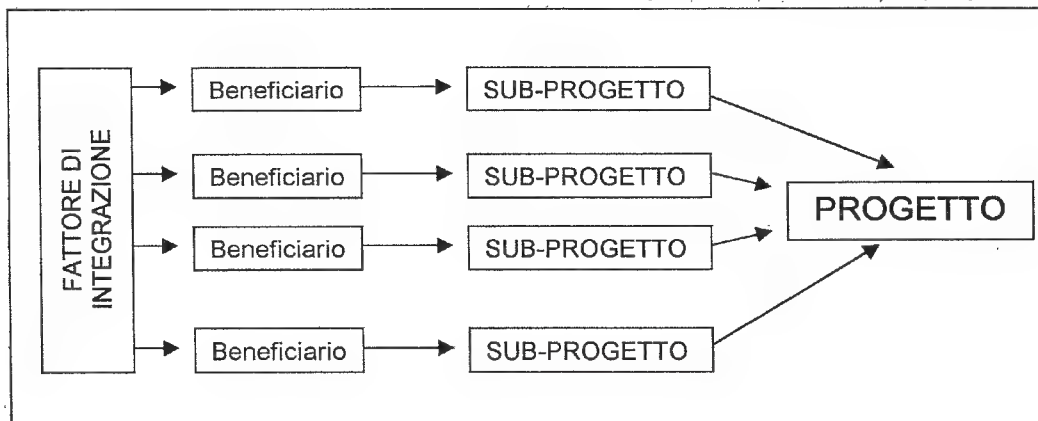 FATTORE DI
INTEGRAZIONE
Beneficiario
SUB-PROGETTO
Beneficiario
SUB-PROGETTO
Beneficiario
SUB-PROGETTO
Beneficiario
SUB-PROGETTO
PROGETTO